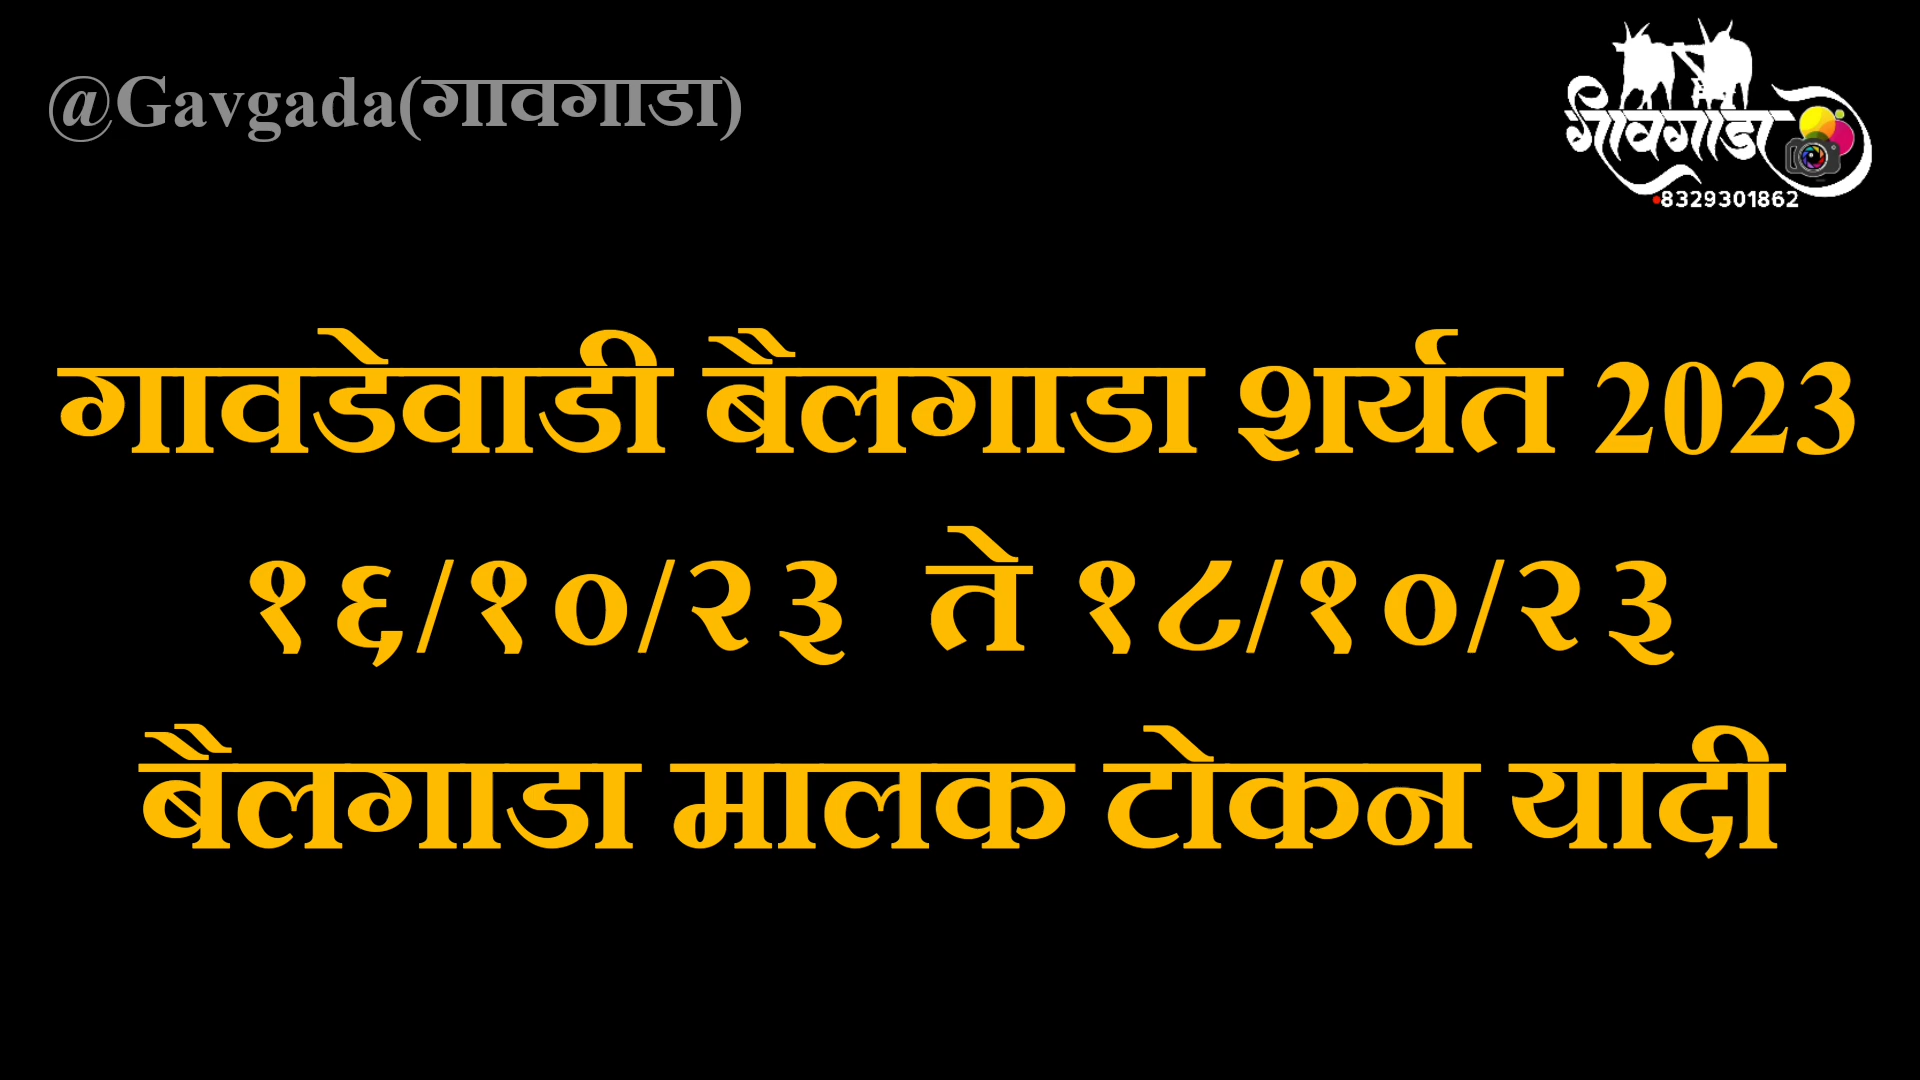 @Gavgada(गावगाडा)
गावगाडा
8329301862
गावडेवाडी बैलगाडा शर्यत 2023
१६/१०/२३ ते १८/१०/२३
बैलगाडा मालक टोकन यादी